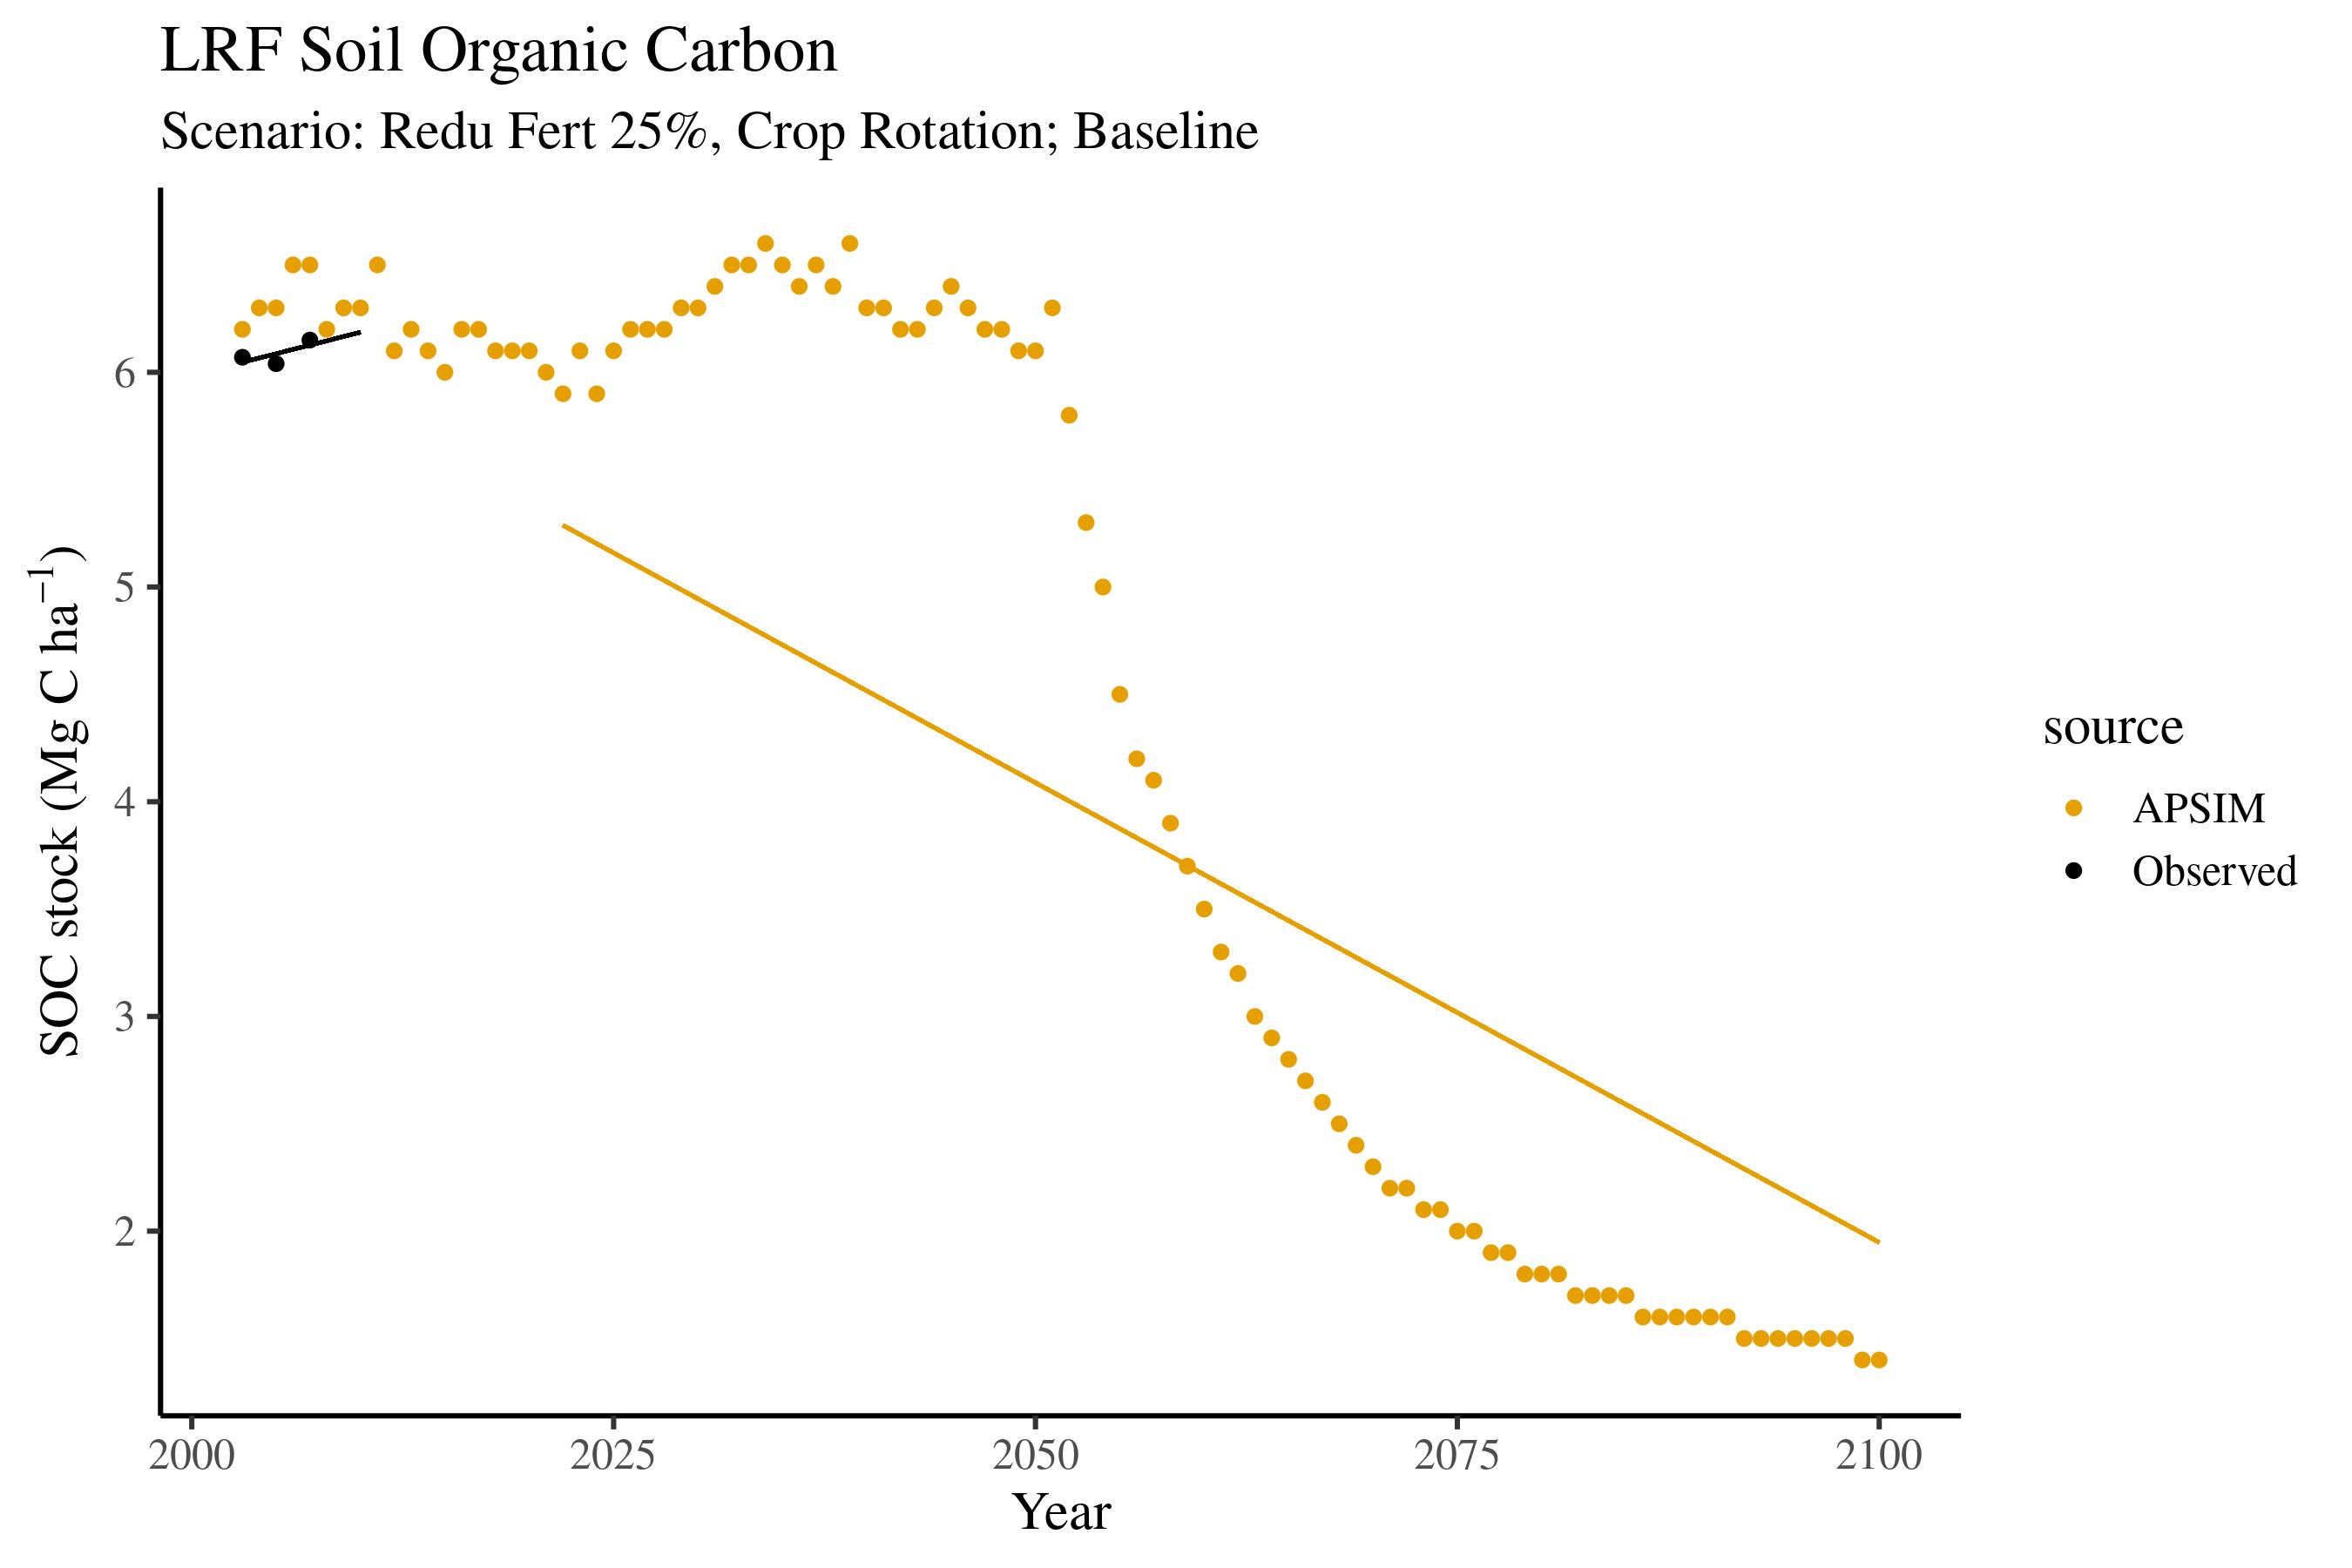 LRF Soil Organic Carbon
Scenario: Redu Fert 25%, Crop Rotation; Baseline
SOC stock (Mg C ha⁻¹)
6
5
4
3
2
2000 2025 2050 2075 2100
Year
source
APSIM
Observed